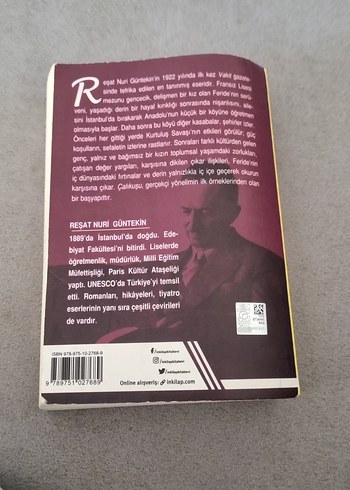 Reşat Nuri Güntekin'in 1922 yılında ilk kez Vakit gazete-
sinde tefrika edilen en tanınmış eseridir. Fransız Lisesi
mezunu gencecik, delişmen bir kız olan Feride'nin serü-
veni, yaşadığı derin bir hayal kırıklığı sonrasında nişanlısını, aile-
sini İstanbul'da bırakarak Anadolu'nun küçük bir köyüne öğretmen
olmasıyla başlar. Daha sonra bu köyü diğer kasabalar, şehirler izler.
Önceleri her gittiği yerde Kurtuluş Savaşı'nın etkileri görülür; güç
koşulların, sefaletin izlerine rastlanır. Sonraları farklı kültürden gelen
genç, yalnız ve bağımsız bir kızın toplumsal yaşamdaki zorlukları,
çatışan değer yargıları, karşısına dikilen çıkar ilişkileri, Feride'nin
iç dünyasındaki fırtınalar ve derin yalnızlıkla iç içe geçerek okurun
karşısına çıkar. Çalıkuşu, gerçekçi yönelimin ilk örneklerinden olan
bir başyapıttır.
REŞAT NURİ GÜNTEKİN
1889'da İstanbul'da doğdu. Ede-
biyat Fakültesi'ni bitirdi. Liselerde
öğretmenlik, müdürlük, Milli Eğitim
Müfettişliği, Paris Kültür Ataşeliği
yaptı. UNESCO'da Türkiye'yi temsil
etti. Romanları, hikâyeleri, tiyatro
eserlerinin yanı sıra çeşitli çevirileri
de vardır.
ISBN 978-975-10-2768-9
9 789751 027689
/inkilapkitabevi
/inkilapkitabevi
/inkilapkitabevi
Online alışveriş: inkilap.com